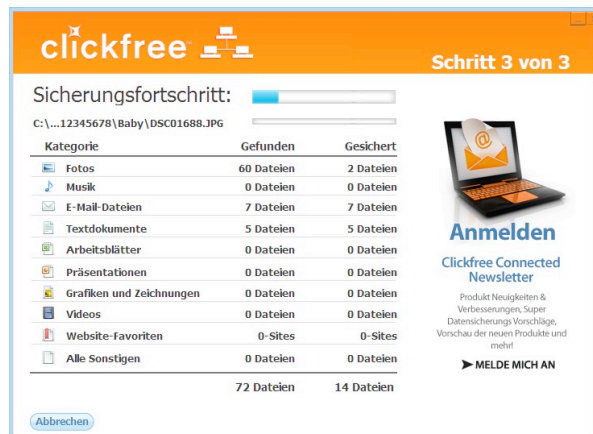 clickfree
Schritt 3 von 3
Sicherungsfortschritt:
C:\...12345678\Baby\DSC01688.JPG
Kategorie Gefunden Gesichert
Fotos 60 Dateien 2 Dateien
Musik 0 Dateien 0 Dateien
E-Mail-Dateien 7 Dateien 7 Dateien
Textdokumente 5 Dateien 5 Dateien
Arbeitsblätter 0 Dateien 0 Dateien
Präsentationen 0 Dateien 0 Dateien
Grafiken und Zeichnungen 0 Dateien 0 Dateien
Videos 0 Dateien 0 Dateien
Website-Favoriten 0-Sites 0-Sites
Alle Sonstigen 0 Dateien 0 Dateien
72 Dateien 14 Dateien
Abbrechen
@
Anmelden
Clickfree Connected
Newsletter
Produkt Neuigkeiten &
Verbesserungen, Super
Datensicherungs Vorschläge,
Vorschau der neuen Produkte und
mehr!
➤ MELDE MICH AN